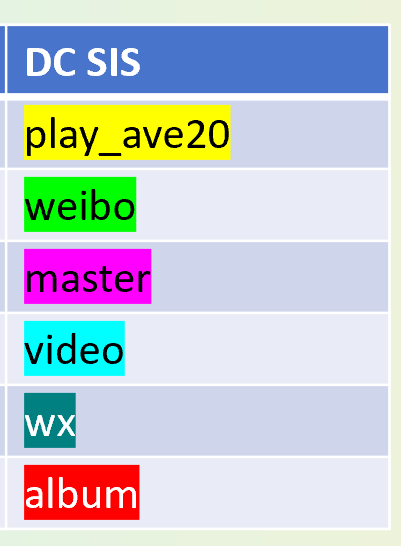 DC SIS
play_ave20
weibo
master
video
wx
album